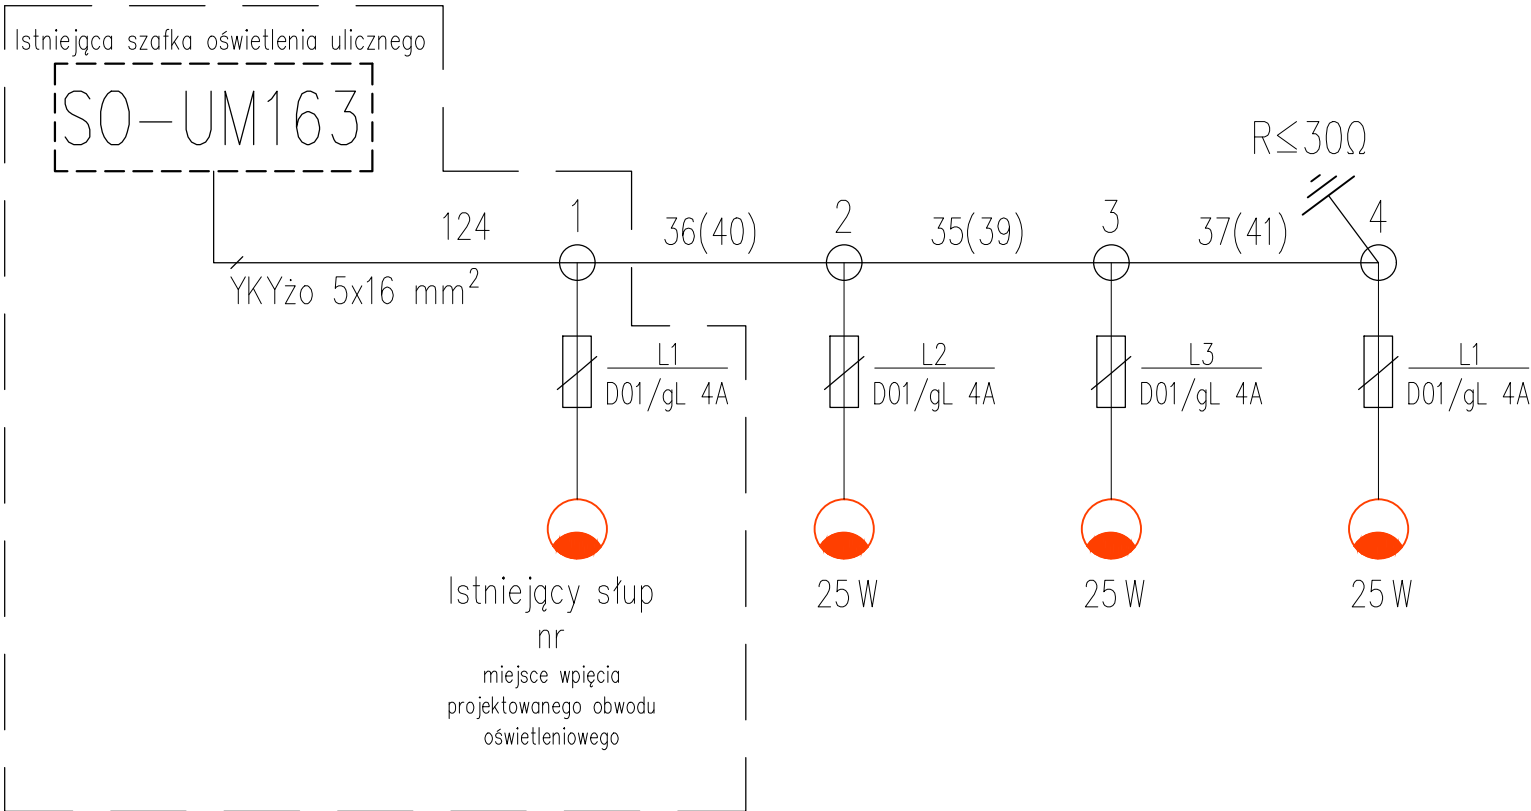 Istniejąca szafka oświetlenia ulicznego
SO-UM163
R≤30Ω
124
1
36(40)
2
35(39)
3
37(41)
4
YKYżo 5x16 mm²
L1
D01/gL 4A
L2
D01/gL 4A
L3
D01/gL 4A
L1
D01/gL 4A
Istniejący słup
nr
miejsce wpięcia
projektowanego obwodu
oświetleniowego
25 W
25 W
25 W